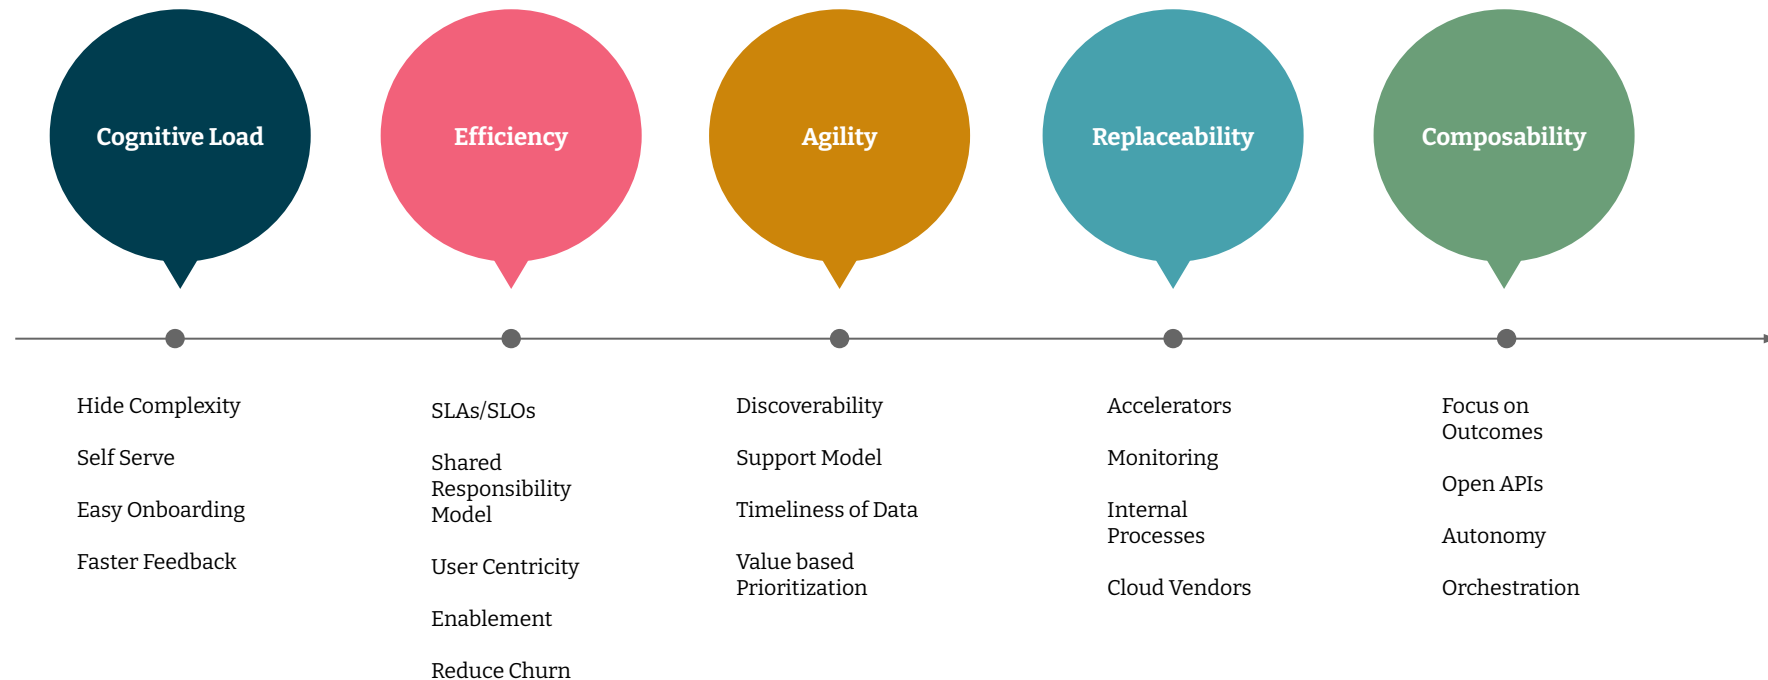 Cognitive Load
Efficiency
Agility
Replaceability
Composability
Hide Complexity
Self Serve
Easy Onboarding
Faster Feedback
SLAs/SLOs
Shared
Responsibility
Model
User Centricity
Enablement
Reduce Churn
Discoverability
Support Model
Timeliness of Data
Value based
Prioritization
Accelerators
Monitoring
Internal
Processes
Cloud Vendors
Focus on
Outcomes
Open APIs
Autonomy
Orchestration